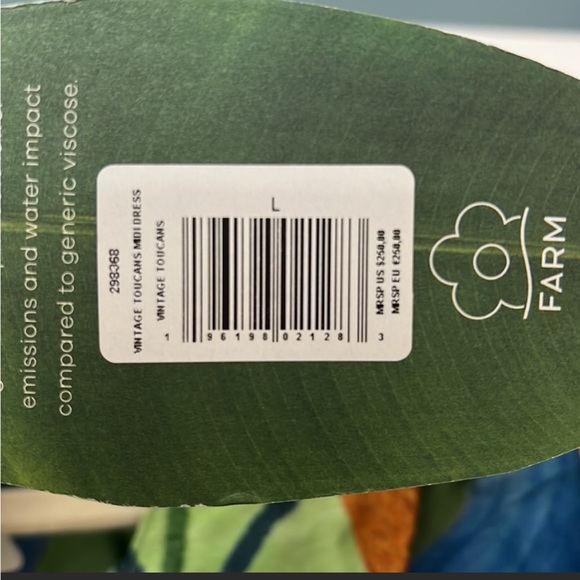 emissions and water impact
compared to generic viscose.
298368
VINTAGE TOUCANS MIDI DRESS
VINTAGE TOUCANS
L
1 96198 02128 3
MRSP US $250,00
MRSP EU €250,00
FARM